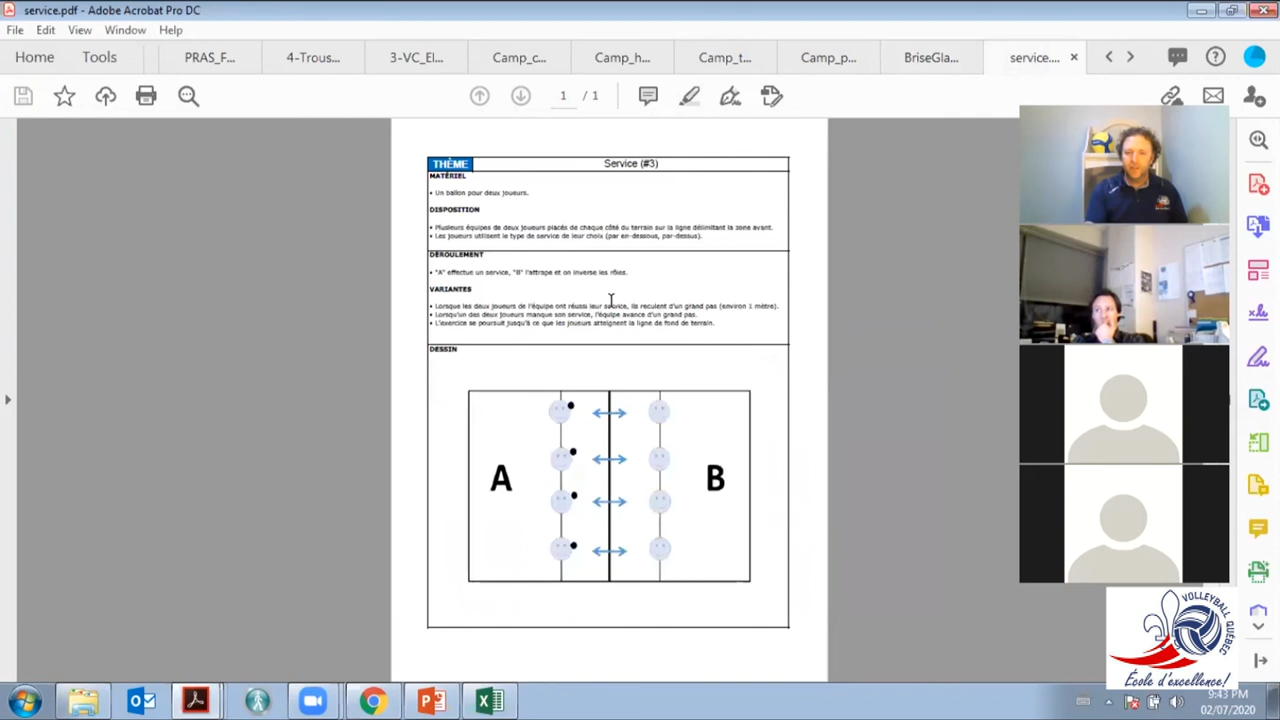 service.pdf - Adobe Acrobat Pro DC
File Edit View Window Help
Home Tools PRAS_F... 4-Trous... 3-VC_El... Camp_c... Camp_h... Camp_t... Camp_p... BriseGla... service....
1 / 1
THÈME Service (#3)
MATÉRIEL
• Un ballon pour deux joueurs.
DISPOSITION
• Plusieurs équipes de deux joueurs placés de chaque côté du terrain sur la ligne délimitant la zone avant.
• Les joueurs utilisent le type de service de leur choix (par en-dessous, par-dessus).
DÉROULEMENT
• "A" effectue un service, "B" l'attrape et on inverse les rôles.
VARIANTES
• Lorsque les deux joueurs de l'équipe ont réussi leur service, ils reculent d'un grand pas (environ 1 mètre).
• Lorsqu'un des deux joueurs manque son service, l'équipe avance d'un grand pas.
• L'exercice se poursuit jusqu'à ce que les joueurs atteignent la ligne de fond de terrain.
DESSIN
A B
VOLLEYBALL QUÉBEC
École d'excellence!
9:43 PM
02/07/2020